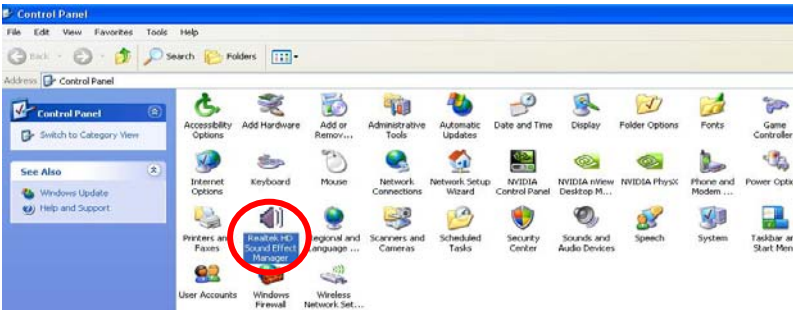 Control Panel
File Edit View Favorites Tools Help
Back Search Folders
Address Control Panel
Control Panel
Switch to Category View
See Also
Windows Update
Help and Support
Accessibility Options
Add Hardware
Add or Remov...
Administrative Tools
Automatic Updates
Date and Time
Display
Folder Options
Fonts
Game Controller
Internet Options
Keyboard
Mouse
Network Connections
Network Setup Wizard
NVIDIA Control Panel
NVIDIA nView Desktop M...
NVIDIA PhysX
Phone and Modem ...
Power Optio
Printers and Faxes
Realtek HD Sound Effect Manager
Regional and Language ...
Scanners and Cameras
Scheduled Tasks
Security Center
Sounds and Audio Devices
Speech
System
Taskbar an
Start Men
User Accounts
Windows Firewall
Wireless Network Set...